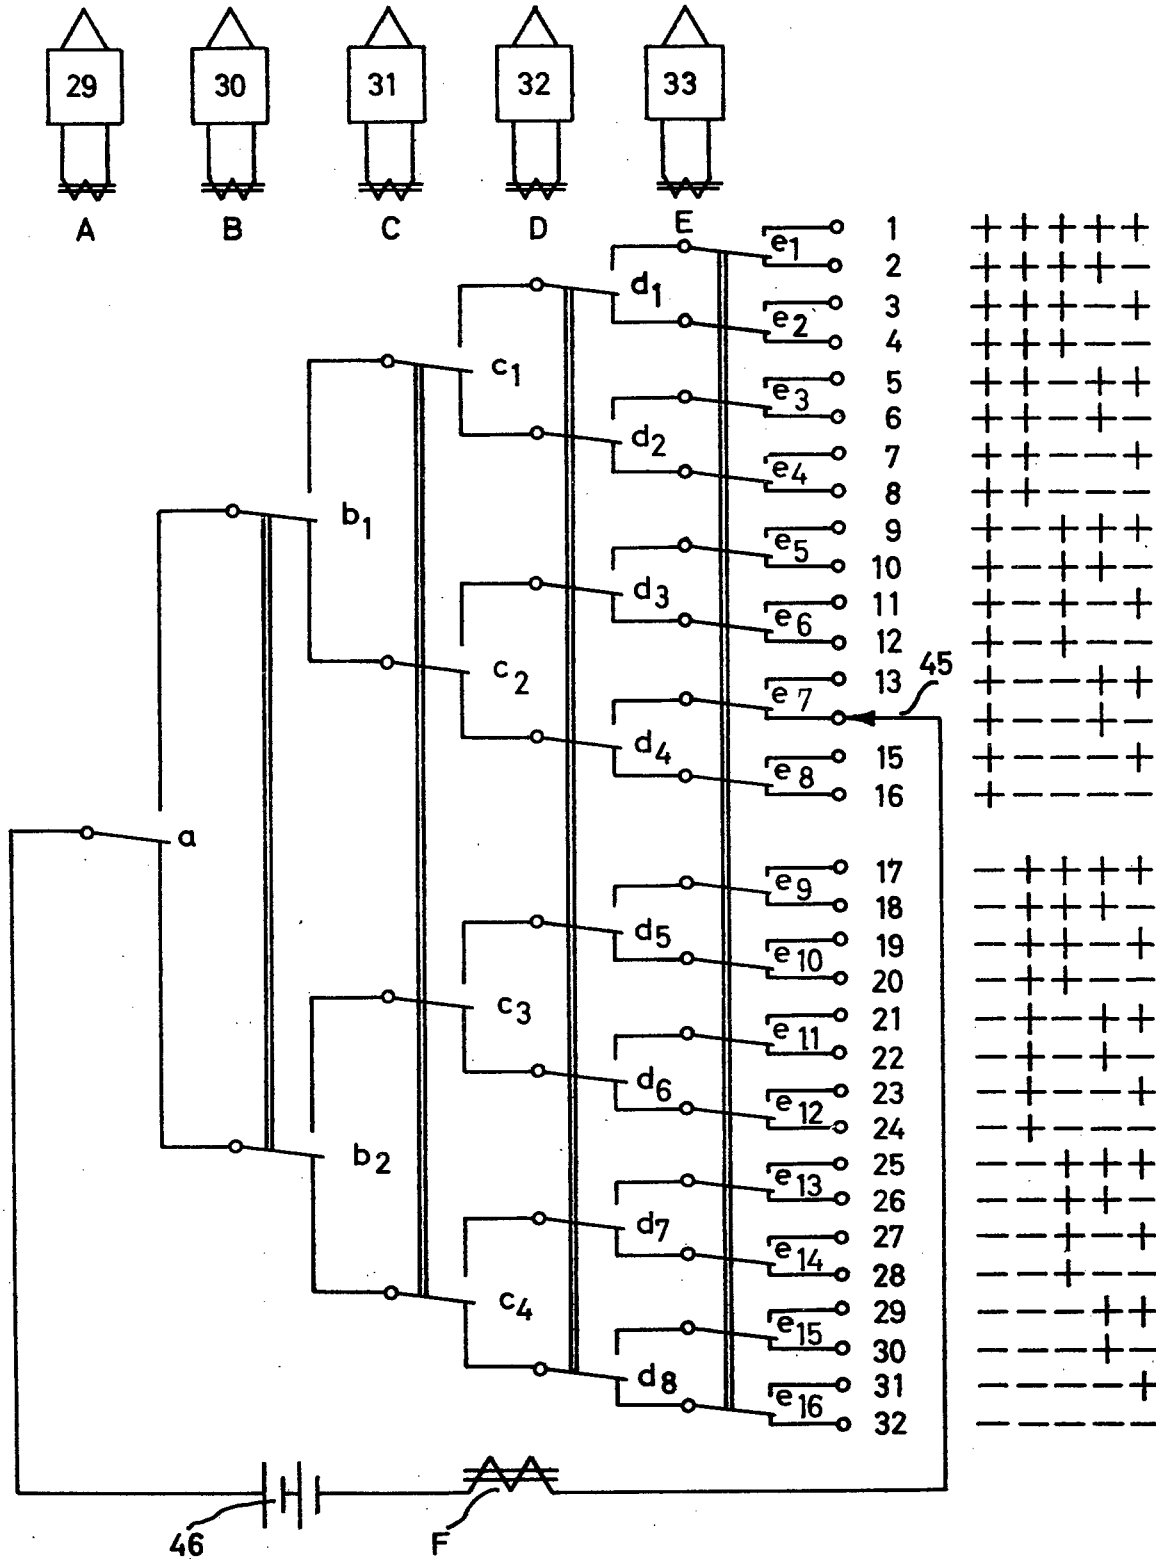 29 30 31 32 33
A B C D E
e1 1 + + + + +
2 + + + + —
d1
e2 3 + + + — +
4 + + + — —
c1
e3 5 + + — + +
6 + + — + —
d2
e4 7 + + — — +
8 + + — — —
b1
e5 9 + — + + +
10 + — + + —
d3
e6 11 + — + — +
12 + — + — —
c2
45
e7 13 + — — + +
+ — — + —
d4
e8 15 + — — — +
16 + — — — —
a
e9 17 — + + + +
18 — + + + —
d5
e10 19 — + + — +
20 — + + — —
c3
e11 21 — + — + +
22 — + — + —
d6
e12 23 — + — — +
24 — + — — —
b2
e13 25 — — + + +
26 — — + + —
d7
e14 27 — — + — +
28 — — + — —
c4
e15 29 — — — + +
30 — — — + —
d8
e16 31 — — — — +
32 — — — — —
46 F